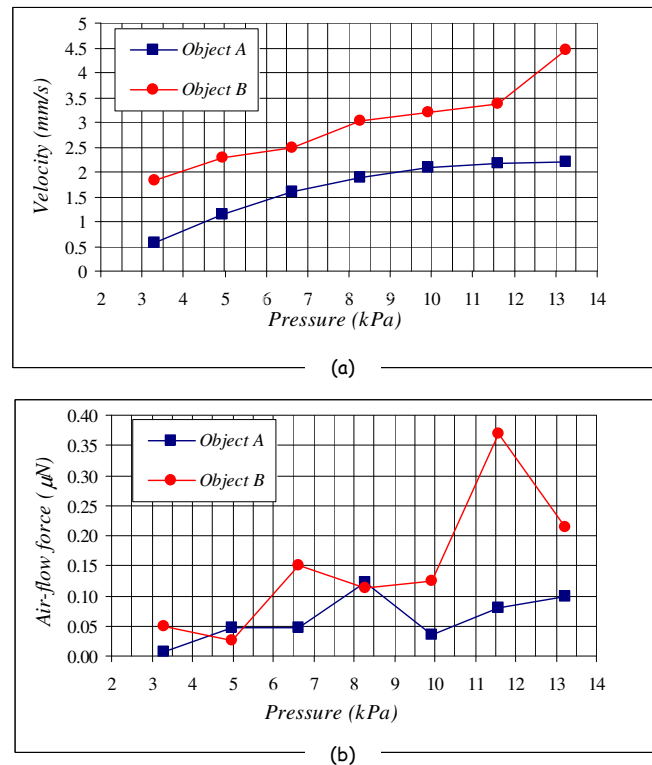 5
4.5
4
3.5
3
2.5
2
1.5
1
0.5
0
Velocity (mm/s)
Object A
Object B
2 3 4 5 6 7 8 9 10 11 12 13 14
Pressure (kPa)
(a)
0.40
0.35
0.30
0.25
0.20
0.15
0.10
0.05
0.00
Air-flow force ( μN)
Object A
Object B
2 3 4 5 6 7 8 9 10 11 12 13 14
Pressure (kPa)
(b)